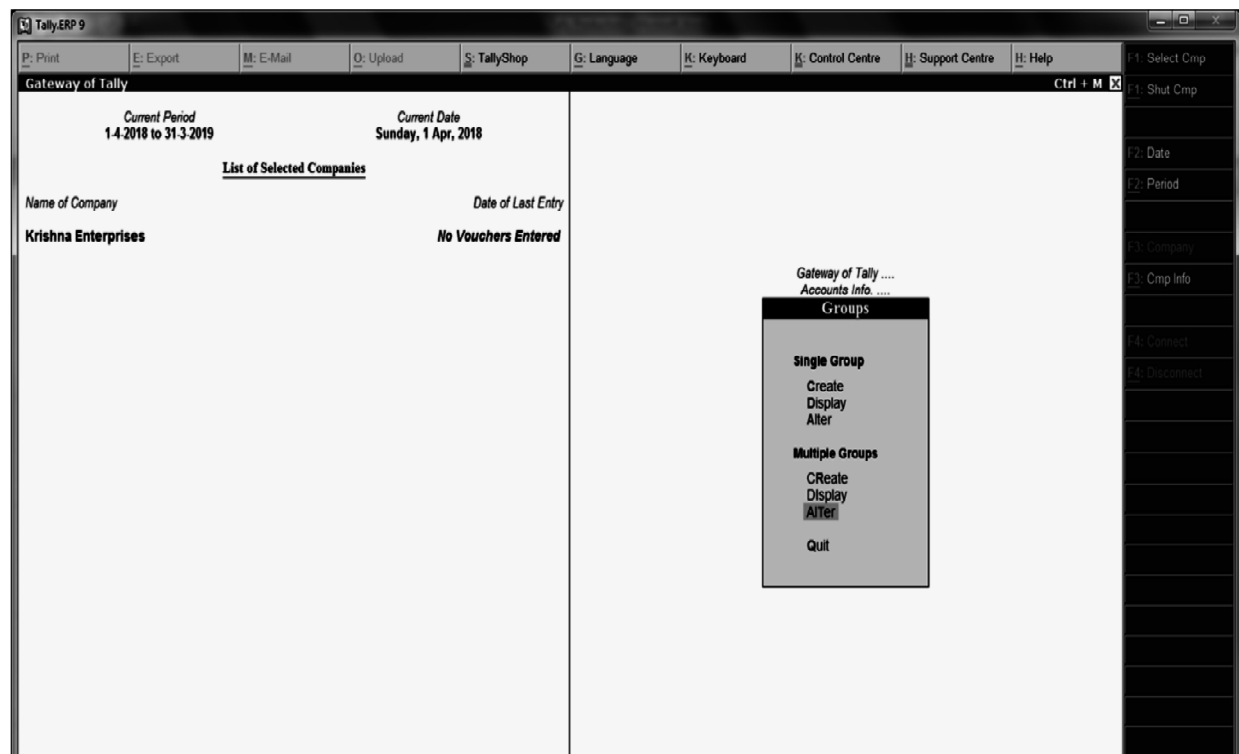 Tally.ERP 9
P: Print E: Export M: E-Mail O: Upload S: TallyShop G: Language K: Keyboard K: Control Centre H: Support Centre H: Help
Gateway of Tally Ctrl + M X
Current Period Current Date
1-4-2018 to 31-3-2019 Sunday, 1 Apr, 2018
List of Selected Companies
Name of Company Date of Last Entry
Krishna Enterprises No Vouchers Entered
Gateway of Tally ....
Accounts Info. ....
Groups
Single Group
Create
Display
Alter
Multiple Groups
CReate
DIsplay
AlTer
Quit
F1: Select Cmp
F1: Shut Cmp
F2: Date
F2: Period
F3: Company
F3: Cmp Info
F4: Connect
F4: Disconnect